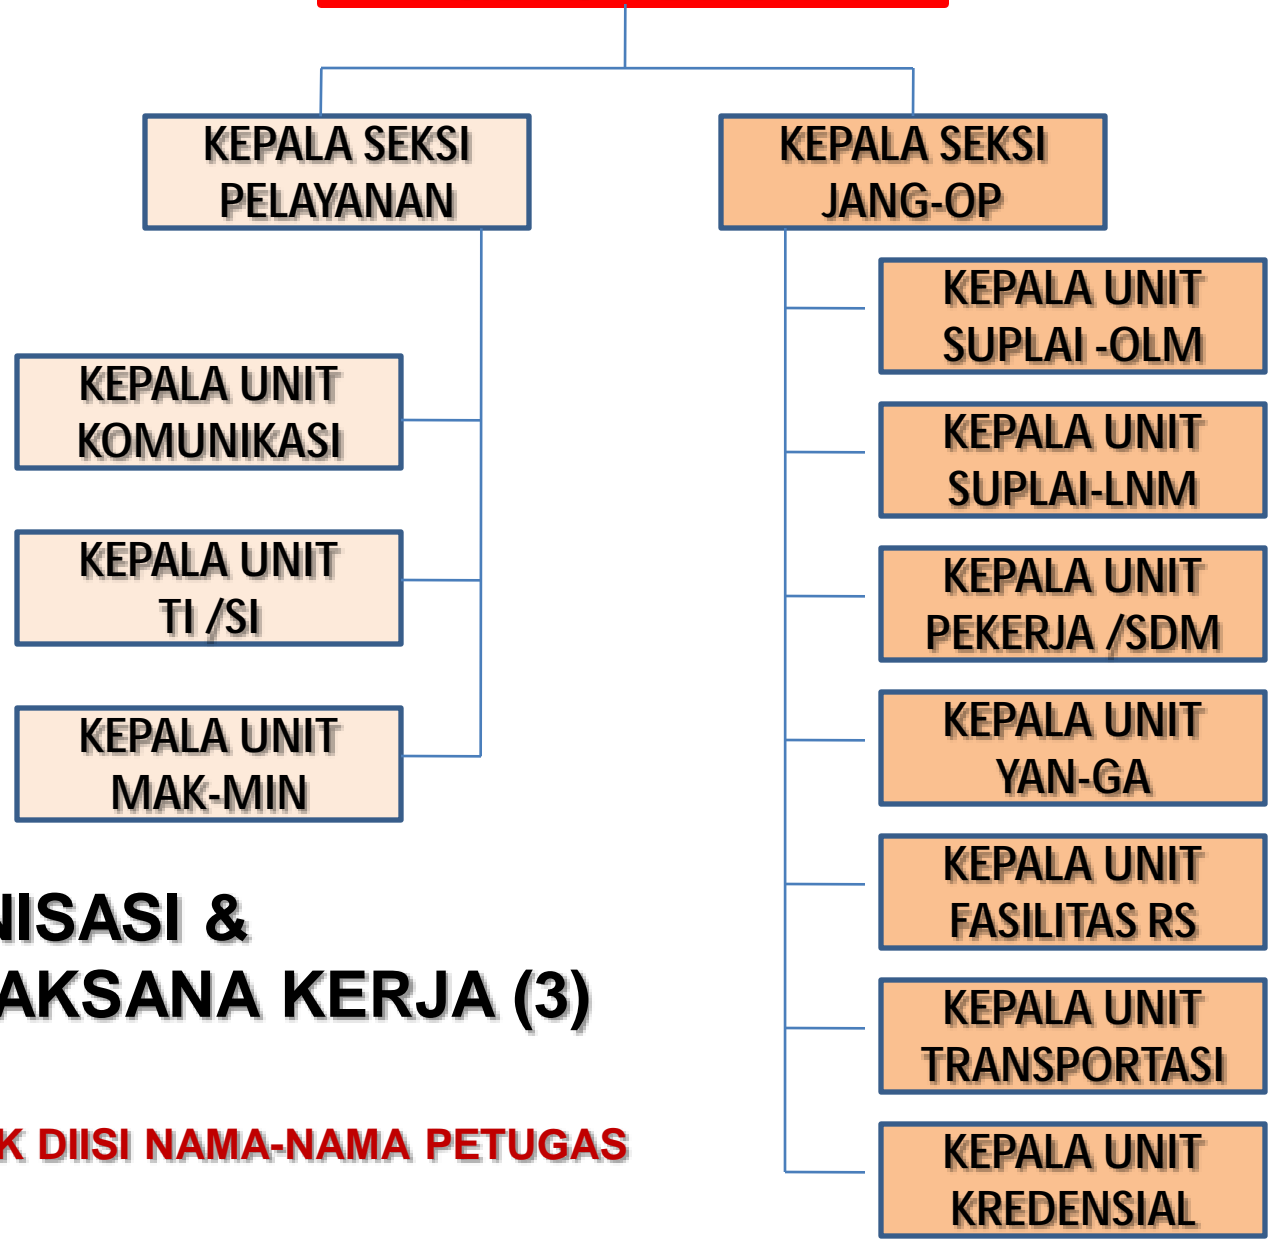 KEPALA SEKSI
PELAYANAN
KEPALA UNIT
KOMUNIKASI
KEPALA UNIT
TI /SI
KEPALA UNIT
MAK-MIN
KEPALA SEKSI
JANG-OP
KEPALA UNIT
SUPLAI -OLM
KEPALA UNIT
SUPLAI-LNM
KEPALA UNIT
PEKERJA /SDM
KEPALA UNIT
YAN-GA
KEPALA UNIT
FASILITAS RS
KEPALA UNIT
TRANSPORTASI
KEPALA UNIT
KREDENSIAL
NISASI &
AKSANA KERJA (3)
K DIISI NAMA-NAMA PETUGAS